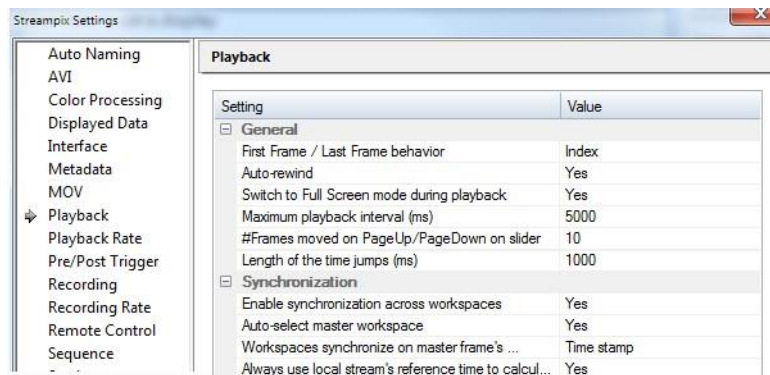 Streampix Settings
Auto Naming
AVI
Color Processing
Displayed Data
Interface
Metadata
MOV
Playback
Playback Rate
Pre/Post Trigger
Recording
Recording Rate
Remote Control
Sequence
Playback
Setting Value
General
First Frame / Last Frame behavior Index
Auto-rewind Yes
Switch to Full Screen mode during playback Yes
Maximum playback interval (ms) 5000
#Frames moved on PageUp/PageDown on slider 10
Length of the time jumps (ms) 1000
Synchronization
Enable synchronization across workspaces Yes
Auto-select master workspace Yes
Workspaces synchronize on master frame's ... Time stamp
Always use local stream's reference time to calcul... Yes